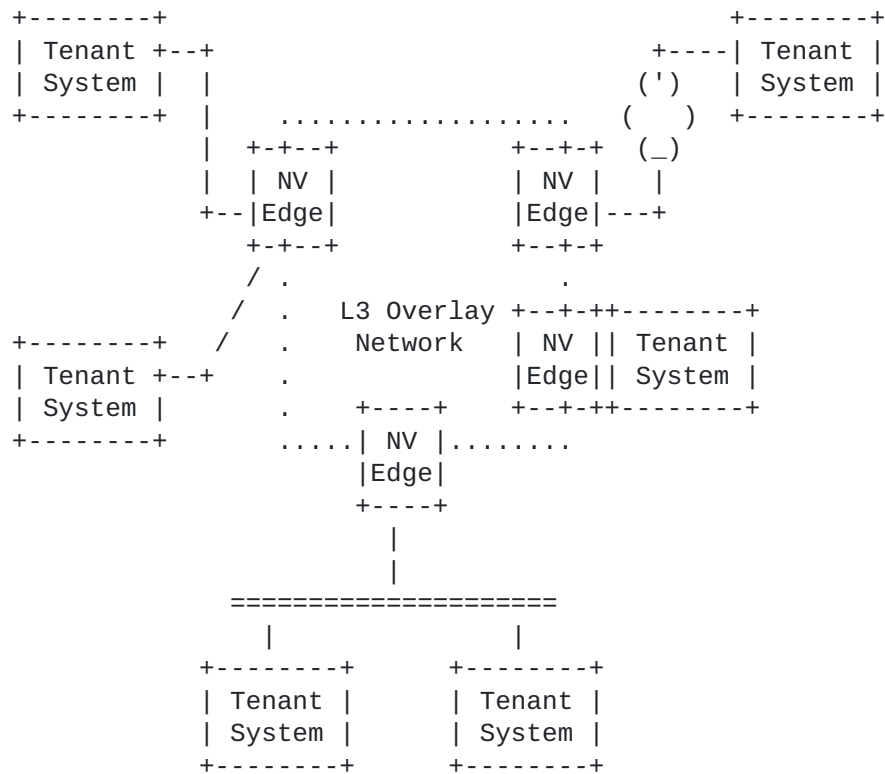 +--------+                                    +--------+
| Tenant +--+                            +----| Tenant |
| System |  |                           (')   | System |
+--------+  |    ...................   (   )  +--------+
            |  +-+--+           +--+-+  (_)
            |  | NV |           | NV |   |
            +--|Edge|           |Edge|---+
               +-+--+           +--+-+
               / .                 .
              /  .   L3 Overlay +--+-++--------+
+--------+   /   .    Network   | NV || Tenant |
| Tenant +--+    .              |Edge|| System |
| System |       .    +----+    +--+-++--------+
+--------+       .....| NV |........
                      |Edge|
                      +----+
                        |
                        |
              =====================
                |               |
            +--------+      +--------+
            | Tenant |      | Tenant |
            | System |      | System |
            +--------+      +--------+